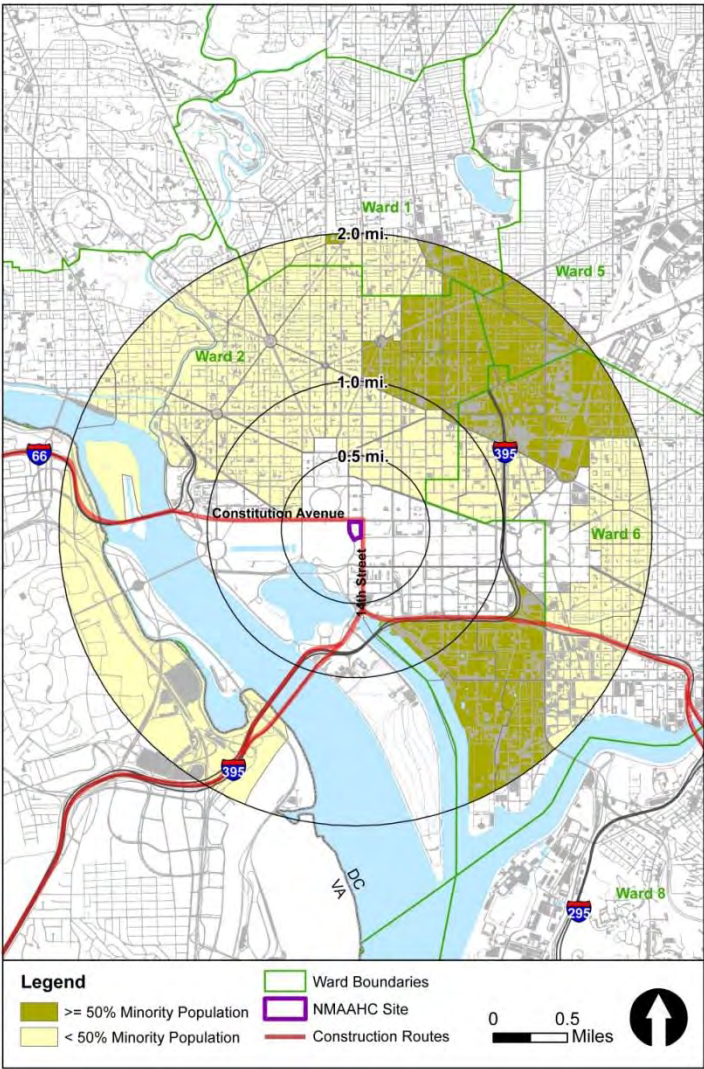 Ward 1
2.0 mi.
Ward 5
Ward 2
1.0 mi.
66
0.5 mi.
395
Constitution Avenue
Ward 6
14th Street
395
DC
VA
Ward 8
295
Legend
>= 50% Minority Population
< 50% Minority Population
Ward Boundaries
NMAAHC Site
Construction Routes
0 0.5
Miles